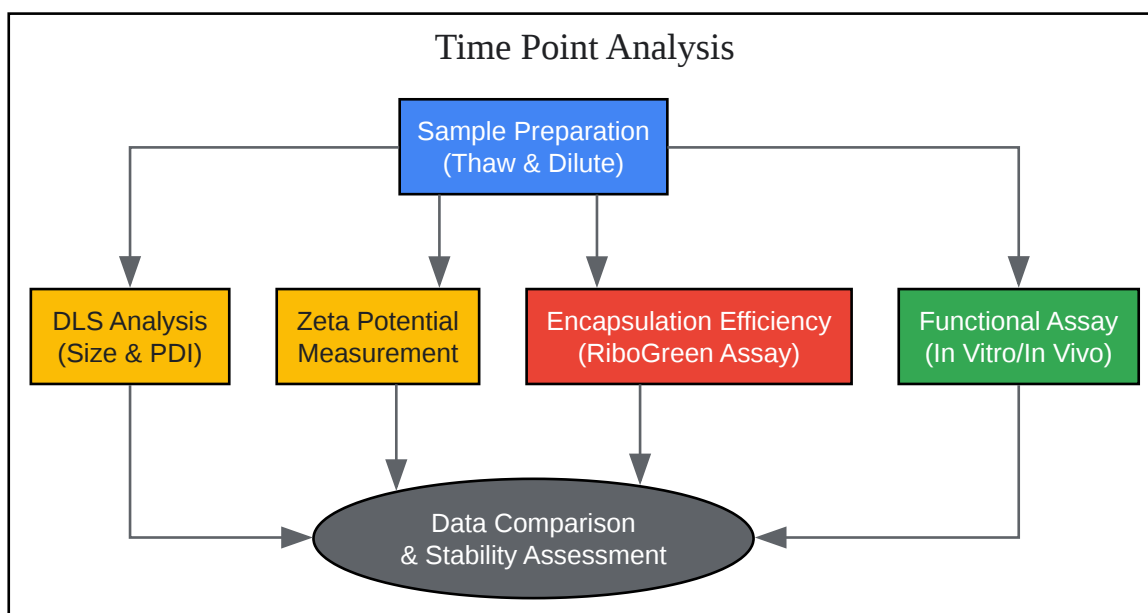 Time Point Analysis
Sample Preparation
(Thaw & Dilute)
DLS Analysis
(Size & PDI)
Zeta Potential
Measurement
Encapsulation Efficiency
(RiboGreen Assay)
Functional Assay
(In Vitro/In Vivo)
Data Comparison
& Stability Assessment